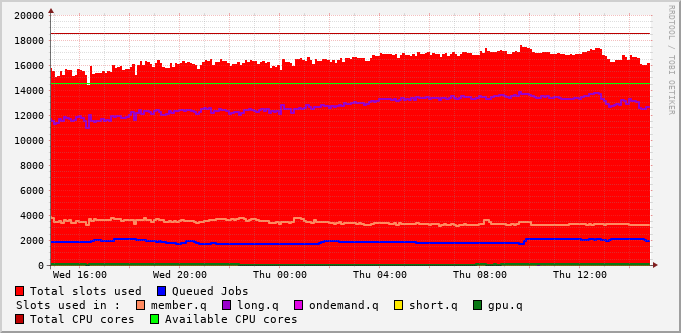 RRDTOOL / TOBI OETIKER
20000
18000
16000
14000
12000
10000
8000
6000
4000
2000
0
Wed 16:00 Wed 20:00 Thu 00:00 Thu 04:00 Thu 08:00 Thu 12:00
Total slots used Queued Jobs
Slots used in : member.q long.q ondemand.q short.q gpu.q
Total CPU cores Available CPU cores